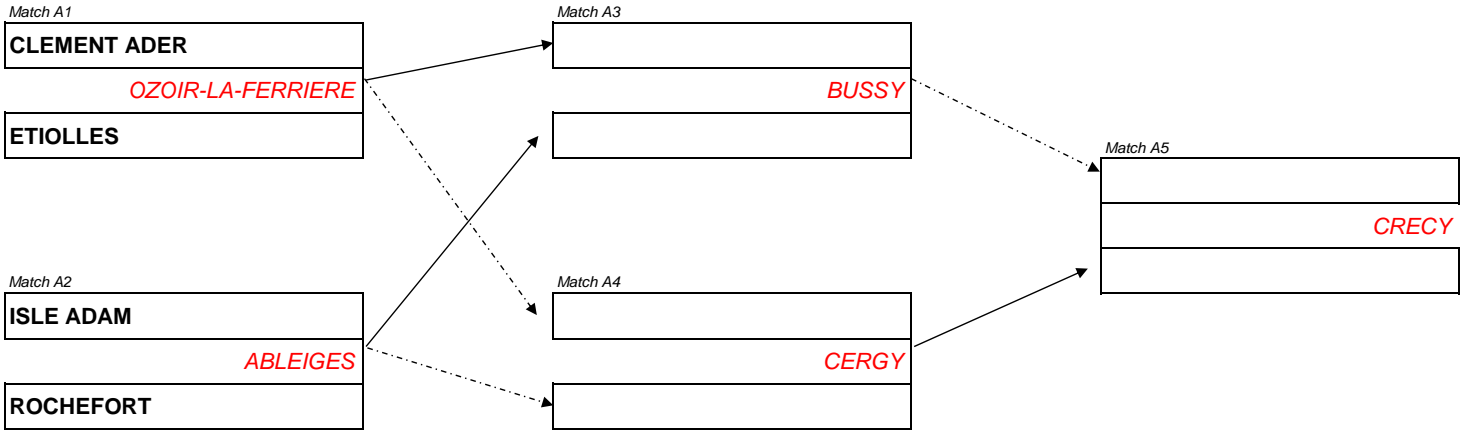 Match A1
CLEMENT ADER
OZOIR-LA-FERRIERE
ETIOLLES
Match A2
ISLE ADAM
ABLEIGES
ROCHEFORT
Match A3
BUSSY
Match A4
CERGY
Match A5
CRECY